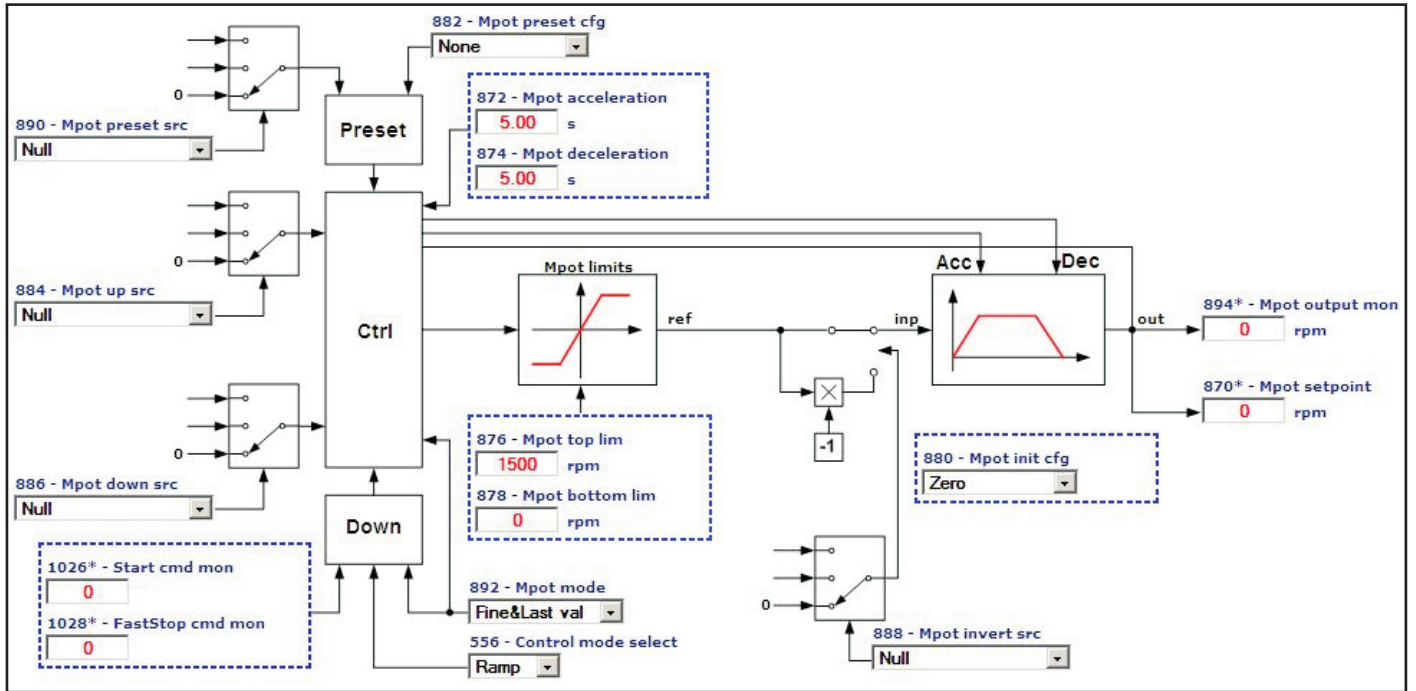 882 - Mpot preset cfg
None
0
890 - Mpot preset src
Null
Preset
872 - Mpot acceleration
5.00 s
874 - Mpot deceleration
5.00 s
0
884 - Mpot up src
Null
Ctrl
Mpot limits
ref
inp
Acc
Dec
out
894* - Mpot output mon
0 rpm
870* - Mpot setpoint
0 rpm
-1
876 - Mpot top lim
1500 rpm
878 - Mpot bottom lim
0 rpm
880 - Mpot init cfg
Zero
0
886 - Mpot down src
Null
Down
1026* - Start cmd mon
0
1028* - FastStop cmd mon
0
892 - Mpot mode
Fine&Last val
556 - Control mode select
Ramp
0
888 - Mpot invert src
Null